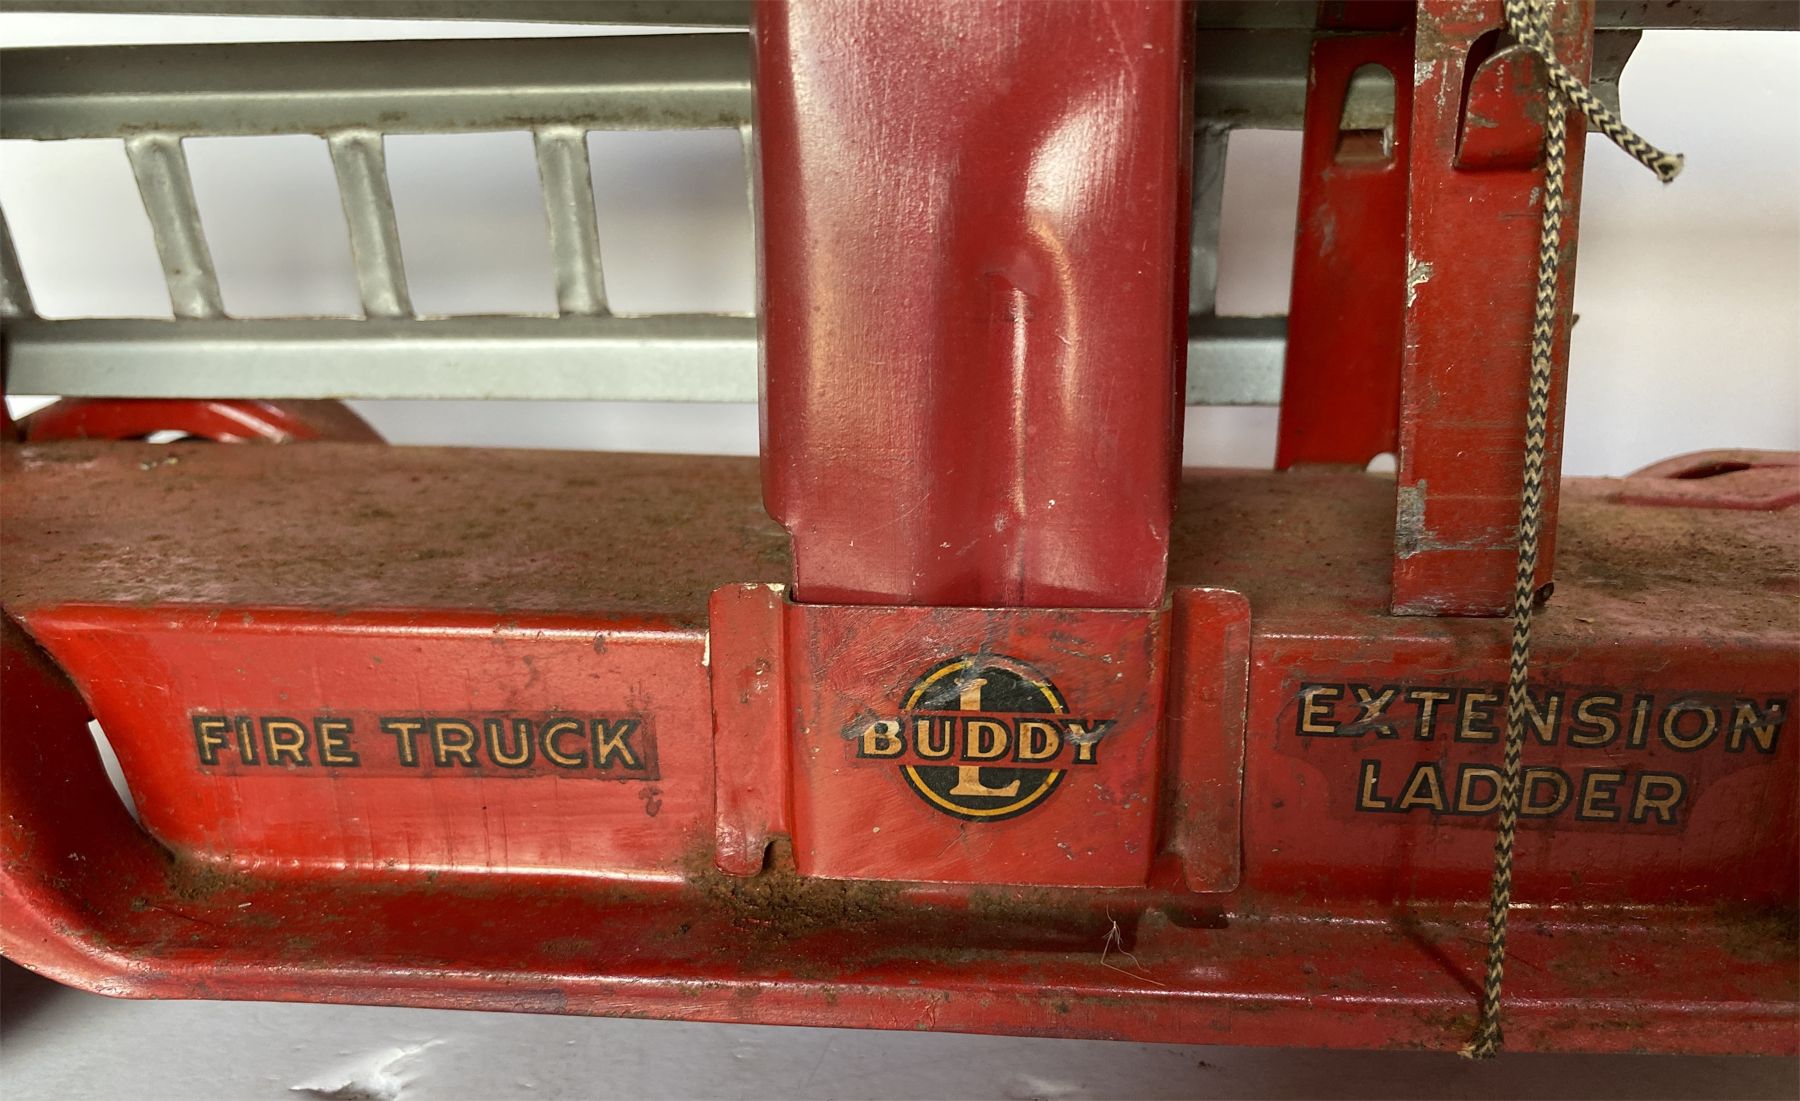 FIRE TRUCK
L
BUDDY
EXTENSION
LADDER